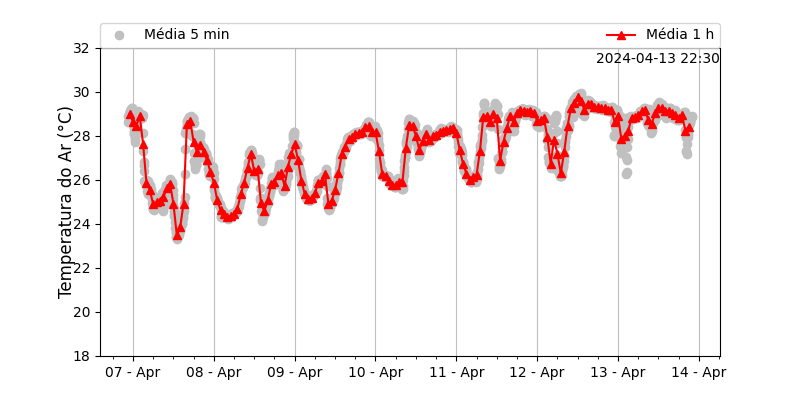 Média 5 min
Média 1 h
2024-04-13 22:30
Temperatura do Ar (°C)
32
30
28
26
24
22
20
18
07 - Apr
08 - Apr
09 - Apr
10 - Apr
11 - Apr
12 - Apr
13 - Apr
14 - Apr